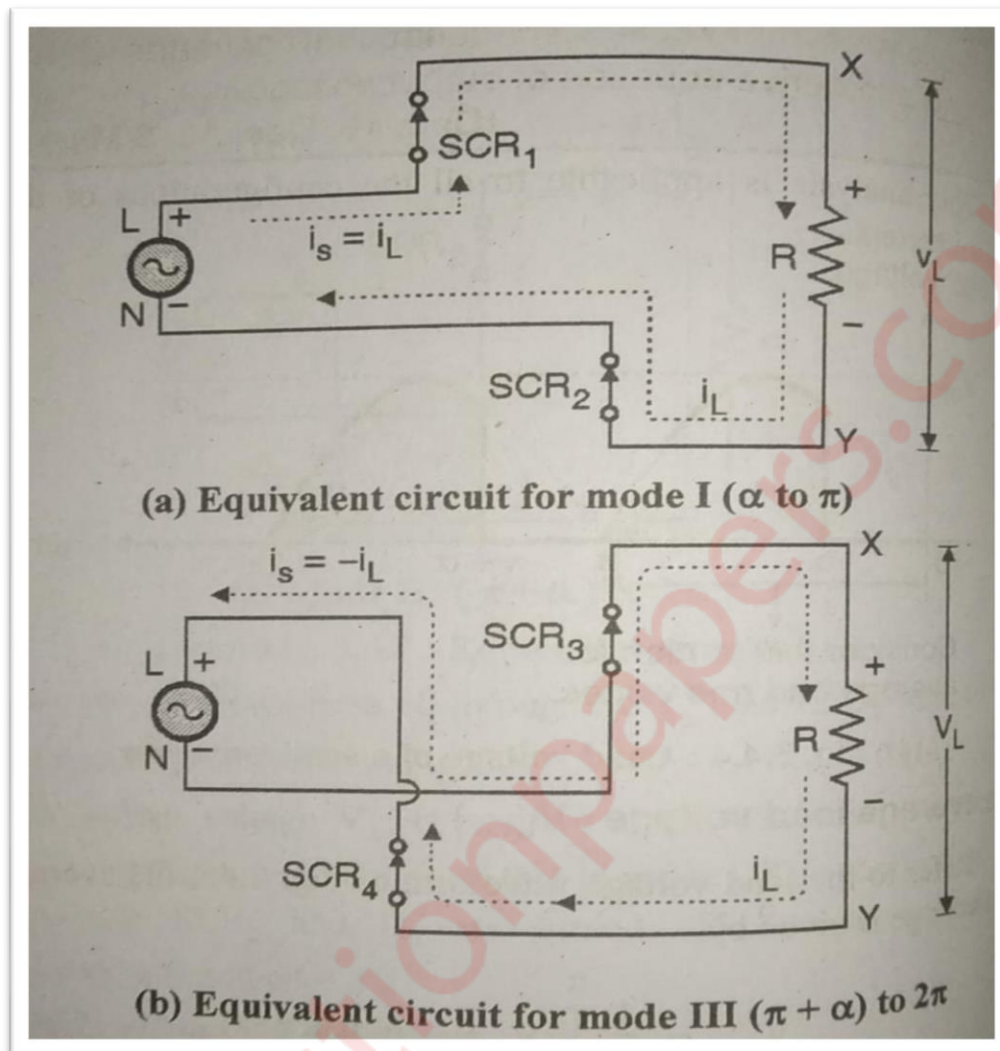 X
SCR1
+
L +
is = iL
R
vL
N −
−
SCR2
iL
Y
(a) Equivalent circuit for mode I (α to π)
is = −iL
X
SCR3
L +
+
N −
R
VL
−
SCR4
iL
Y
(b) Equivalent circuit for mode III (π + α) to 2π